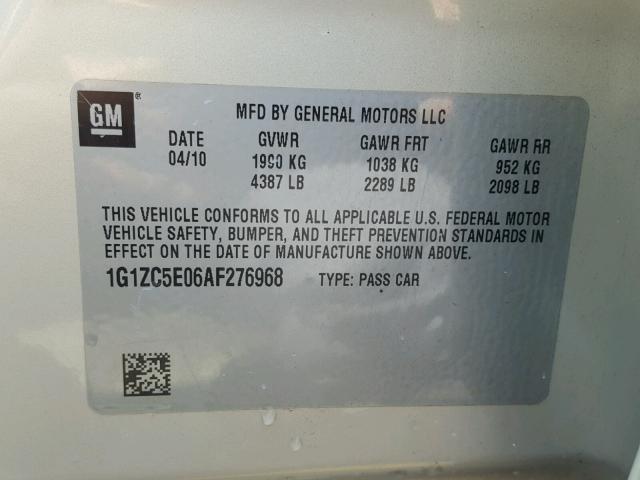 GM ®
MFD BY GENERAL MOTORS LLC
DATE GVWR GAWR FRT GAWR RR
04/10 1990 KG 1038 KG 952 KG
4387 LB 2289 LB 2098 LB
THIS VEHICLE CONFORMS TO ALL APPLICABLE U.S. FEDERAL MOTOR
VEHICLE SAFETY, BUMPER, AND THEFT PREVENTION STANDARDS IN
EFFECT ON THE DATE OF MANUFACTURE SHOWN ABOVE.
1G1ZC5E06AF276968 TYPE: PASS CAR